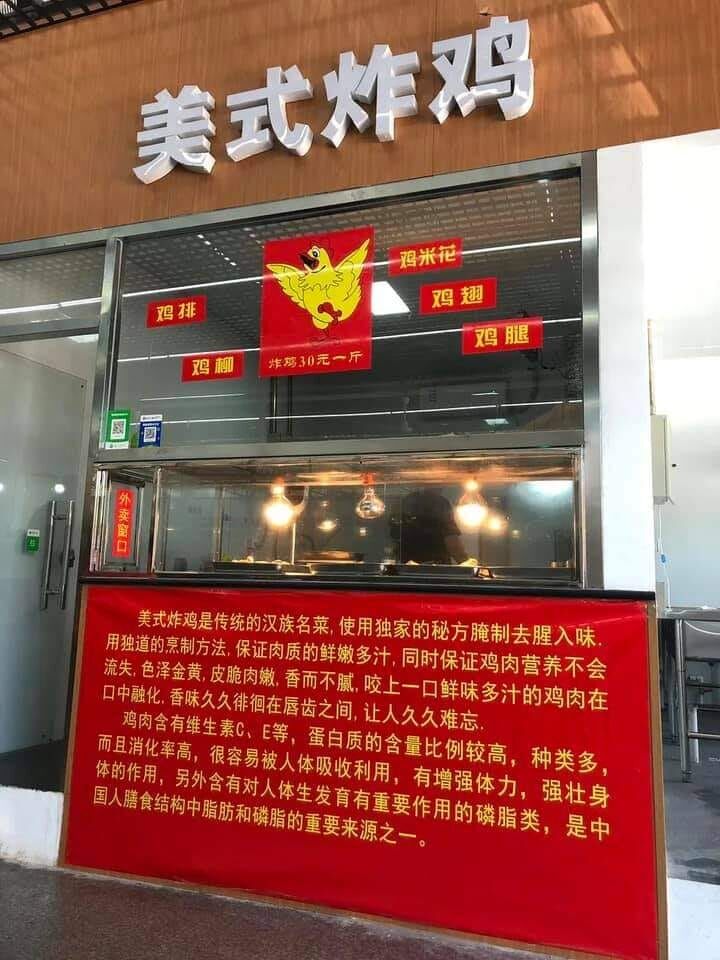 美式炸鸡
鸡米花
鸡排
鸡翅
鸡腿
鸡柳
炸鸡30元一斤
外卖窗口
美式炸鸡是传统的汉族名菜,使用独家的秘方腌制去腥入味.
用独道的烹制方法,保证肉质的鲜嫩多汁,同时保证鸡肉营养不会
流失,色泽金黄,皮脆肉嫩,香而不腻,咬上一口鲜味多汁的鸡肉在
口中融化,香味久久徘徊在唇齿之间,让人久久难忘.
鸡肉含有维生素C、E等，蛋白质的含量比例较高，种类多，
而且消化率高，很容易被人体吸收利用，有增强体力，强壮身
体的作用，另外含有对人体生发育有重要作用的磷脂类，是中
国人膳食结构中脂肪和磷脂的重要来源之一。